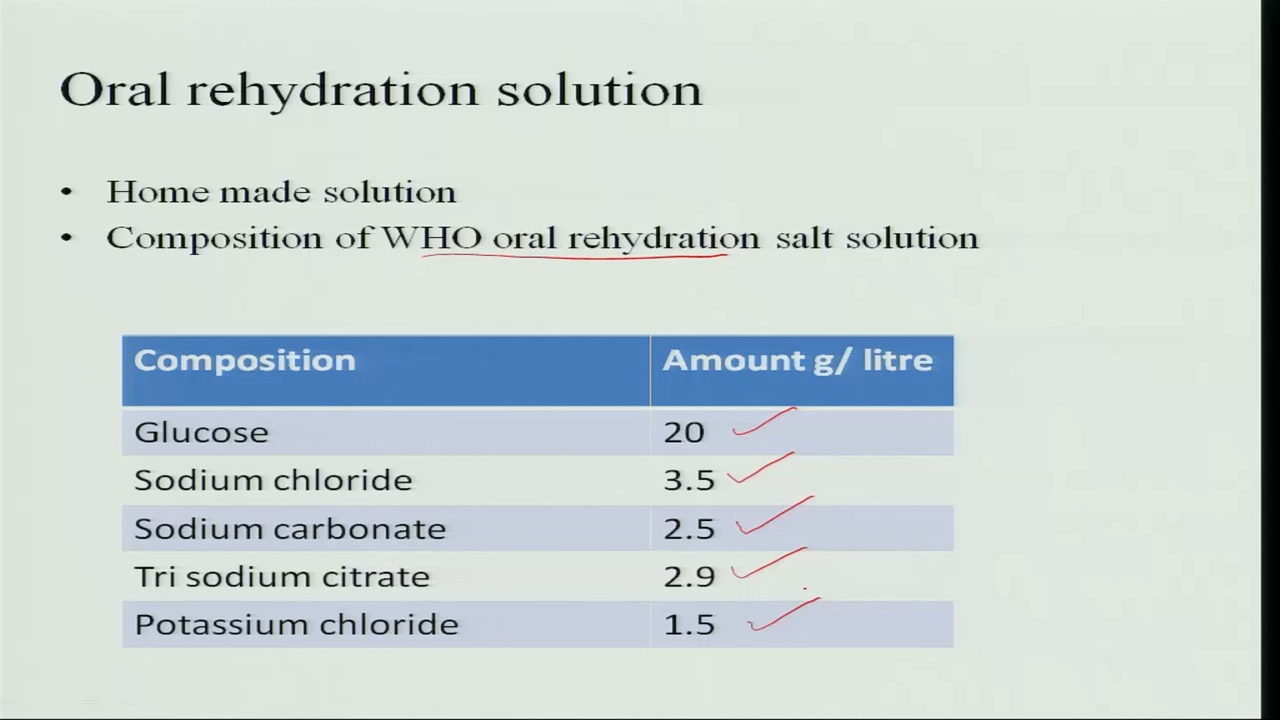 Oral rehydration solution
• Home made solution
• Composition of WHO oral rehydration salt solution
Composition Amount g/ litre
Glucose 20
Sodium chloride 3.5
Sodium carbonate 2.5
Tri sodium citrate 2.9
Potassium chloride 1.5